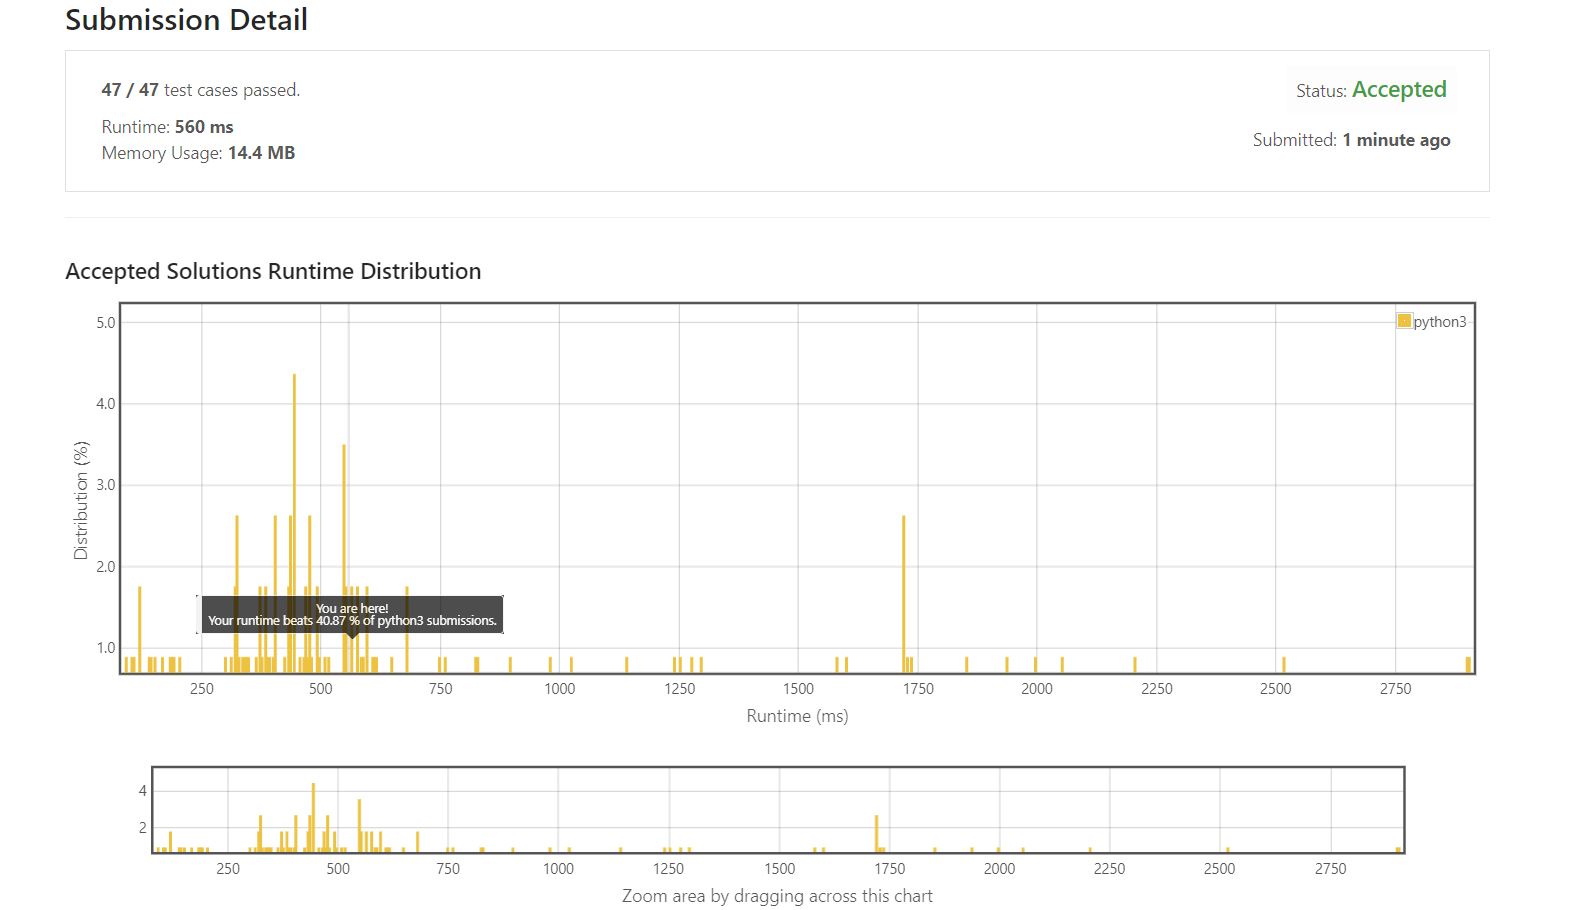 Submission Detail
47 / 47 test cases passed.
Status: Accepted
Runtime: 560 ms
Submitted: 1 minute ago
Memory Usage: 14.4 MB
Accepted Solutions Runtime Distribution
5.0
python3
4.0
3.0
2.0
1.0
Distribution (%)
You are here!
Your runtime beats 40.87 % of python3 submissions.
250 500 750 1000 1250 1500 1750 2000 2250 2500 2750
Runtime (ms)
4
2
250 500 750 1000 1250 1500 1750 2000 2250 2500 2750
Zoom area by dragging across this chart